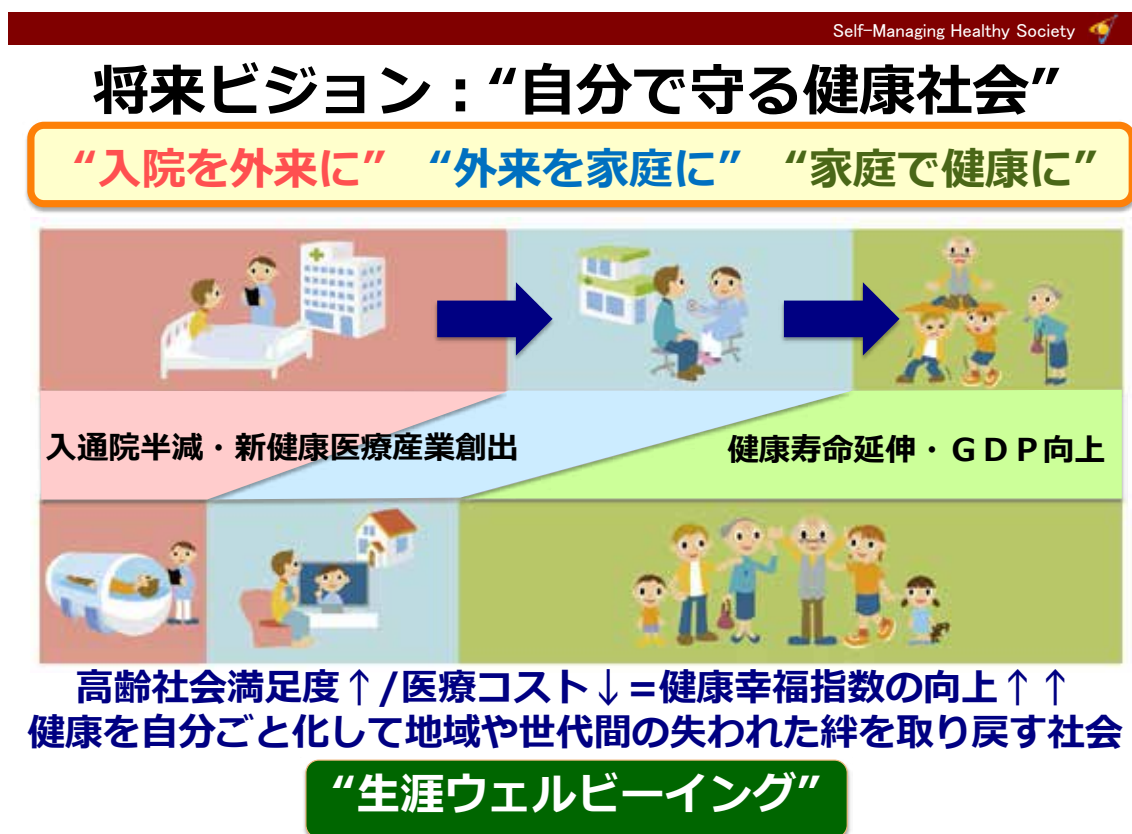 Self-Managing Healthy Society
将来ビジョン：“自分で守る健康社会”
“入院を外来に” “外来を家庭に” “家庭で健康に”
入通院半減・新健康医療産業創出 健康寿命延伸・ＧＤＰ向上
高齢社会満足度↑/医療コスト↓=健康幸福指数の向上↑↑
健康を自分ごと化して地域や世代間の失われた絆を取り戻す社会
“生涯ウェルビーイング”